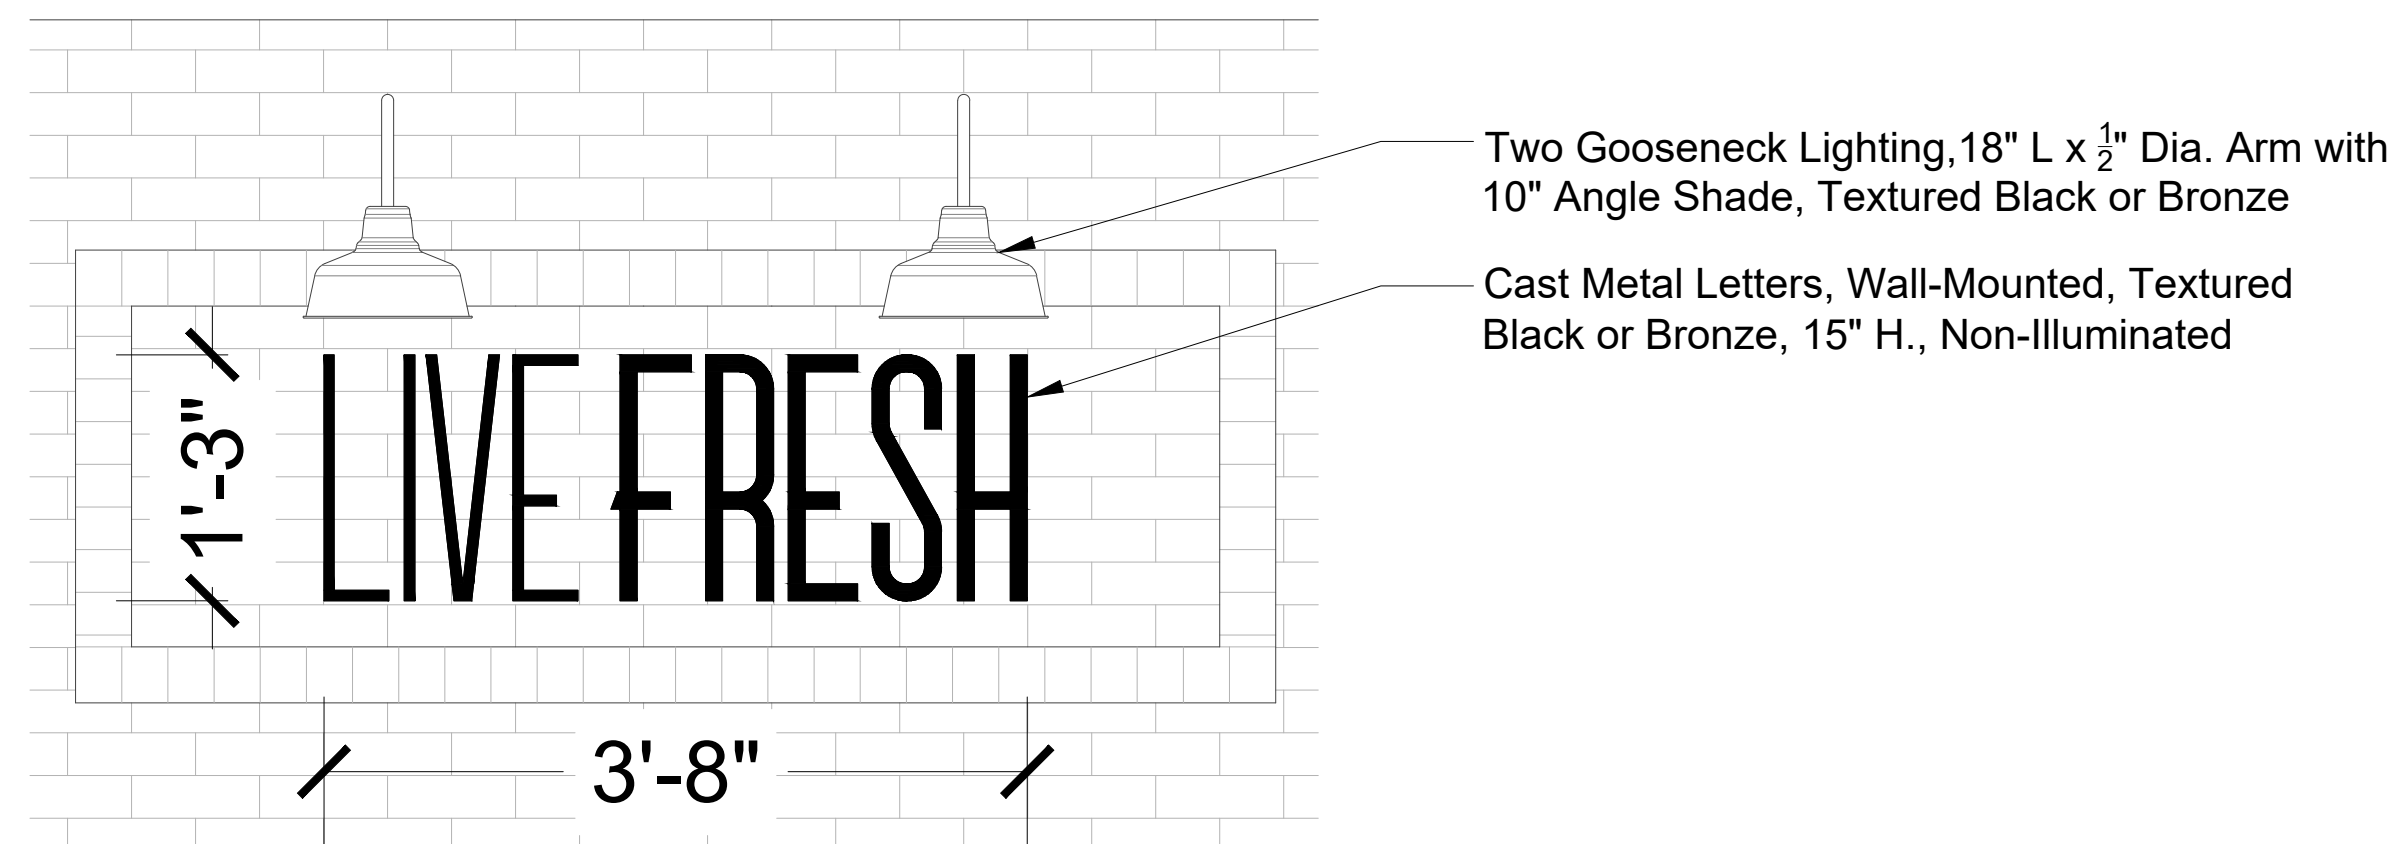 Two Gooseneck Lighting,18" L x ½" Dia. Arm with
10" Angle Shade, Textured Black or Bronze
Cast Metal Letters, Wall-Mounted, Textured
Black or Bronze, 15" H., Non-Illuminated
LIVE FRESH
1'-3"
3'-8"